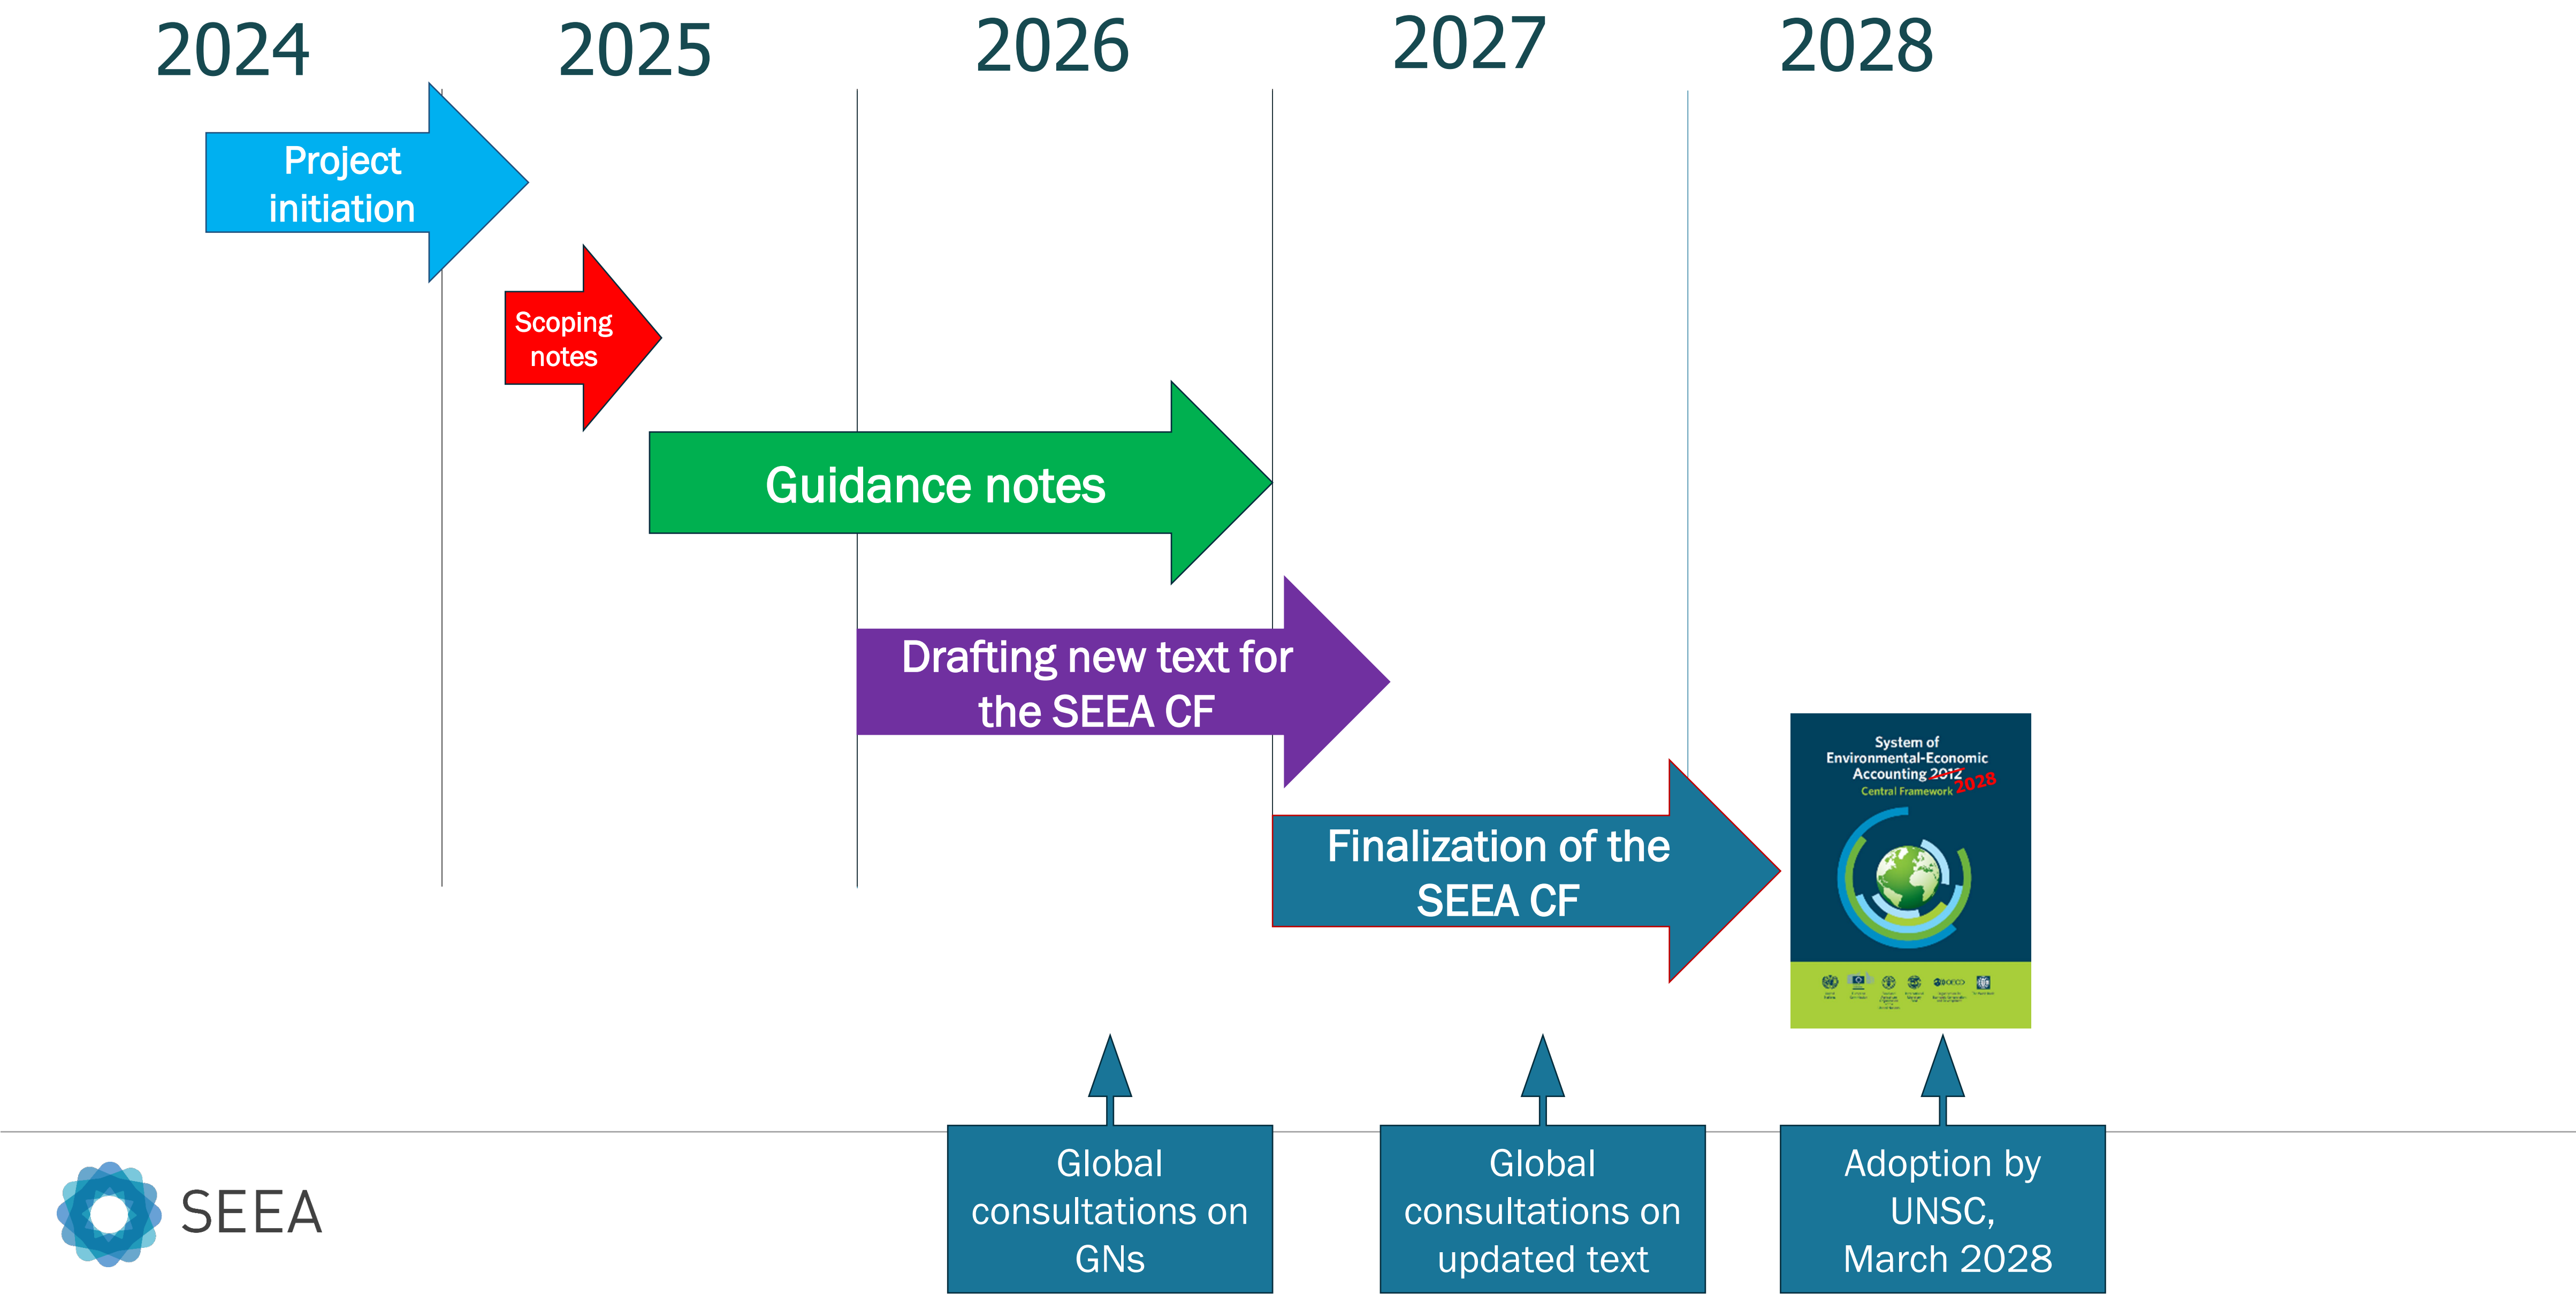 2024
2025
2026
2027
2028
Project
initiation
Scoping
notes
Guidance notes
Drafting new text for
the SEEA CF
Finalization of the
SEEA CF
System of
Environmental-Economic
Accounting 2012
2028
Central Framework
OECD
Global
consultations on
GNs
Global
consultations on
updated text
Adoption by
UNSC,
March 2028
SEEA